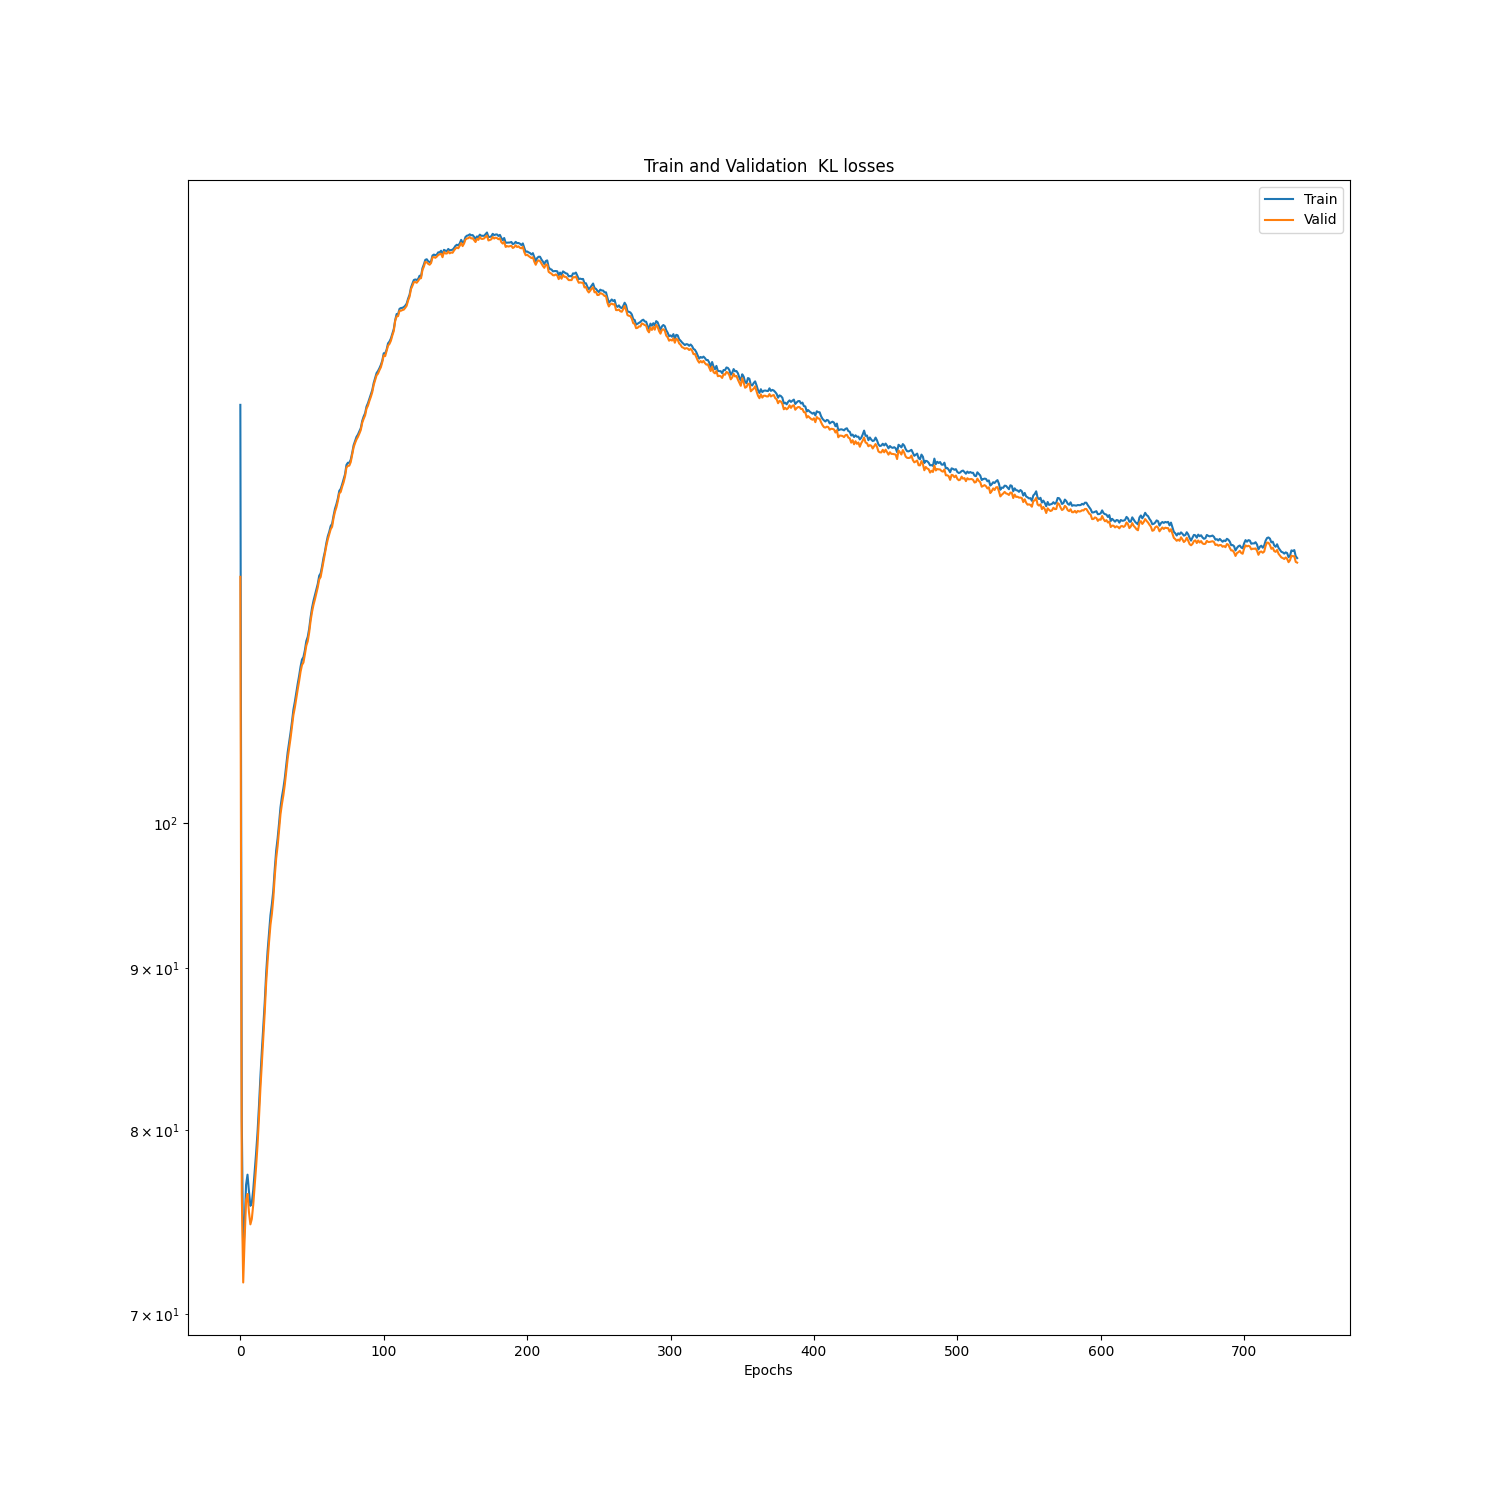 Train and Validation  KL losses
Train
Valid
10²
9 × 10¹
8 × 10¹
7 × 10¹
0 100 200 300 400 500 600 700
Epochs